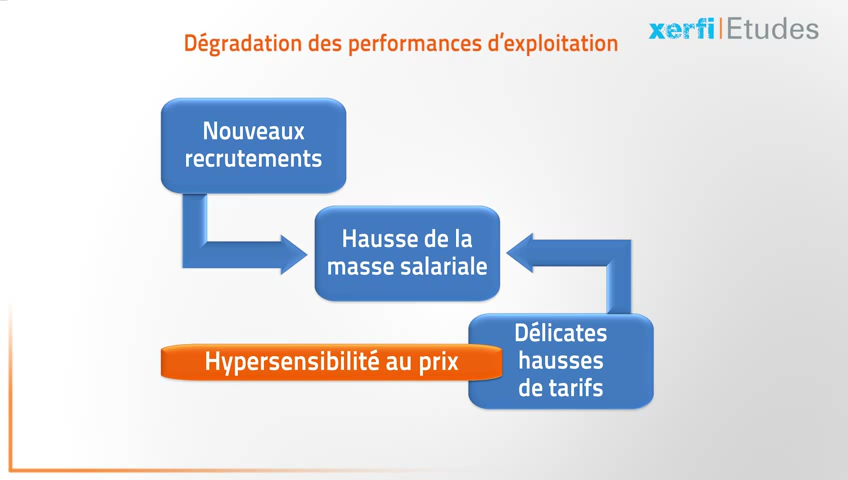 Dégradation des performances d'exploitation
xerfi|Etudes
Nouveaux
recrutements
Hausse de la
masse salariale
Hypersensibilité au prix
Délicates
hausses
de tarifs